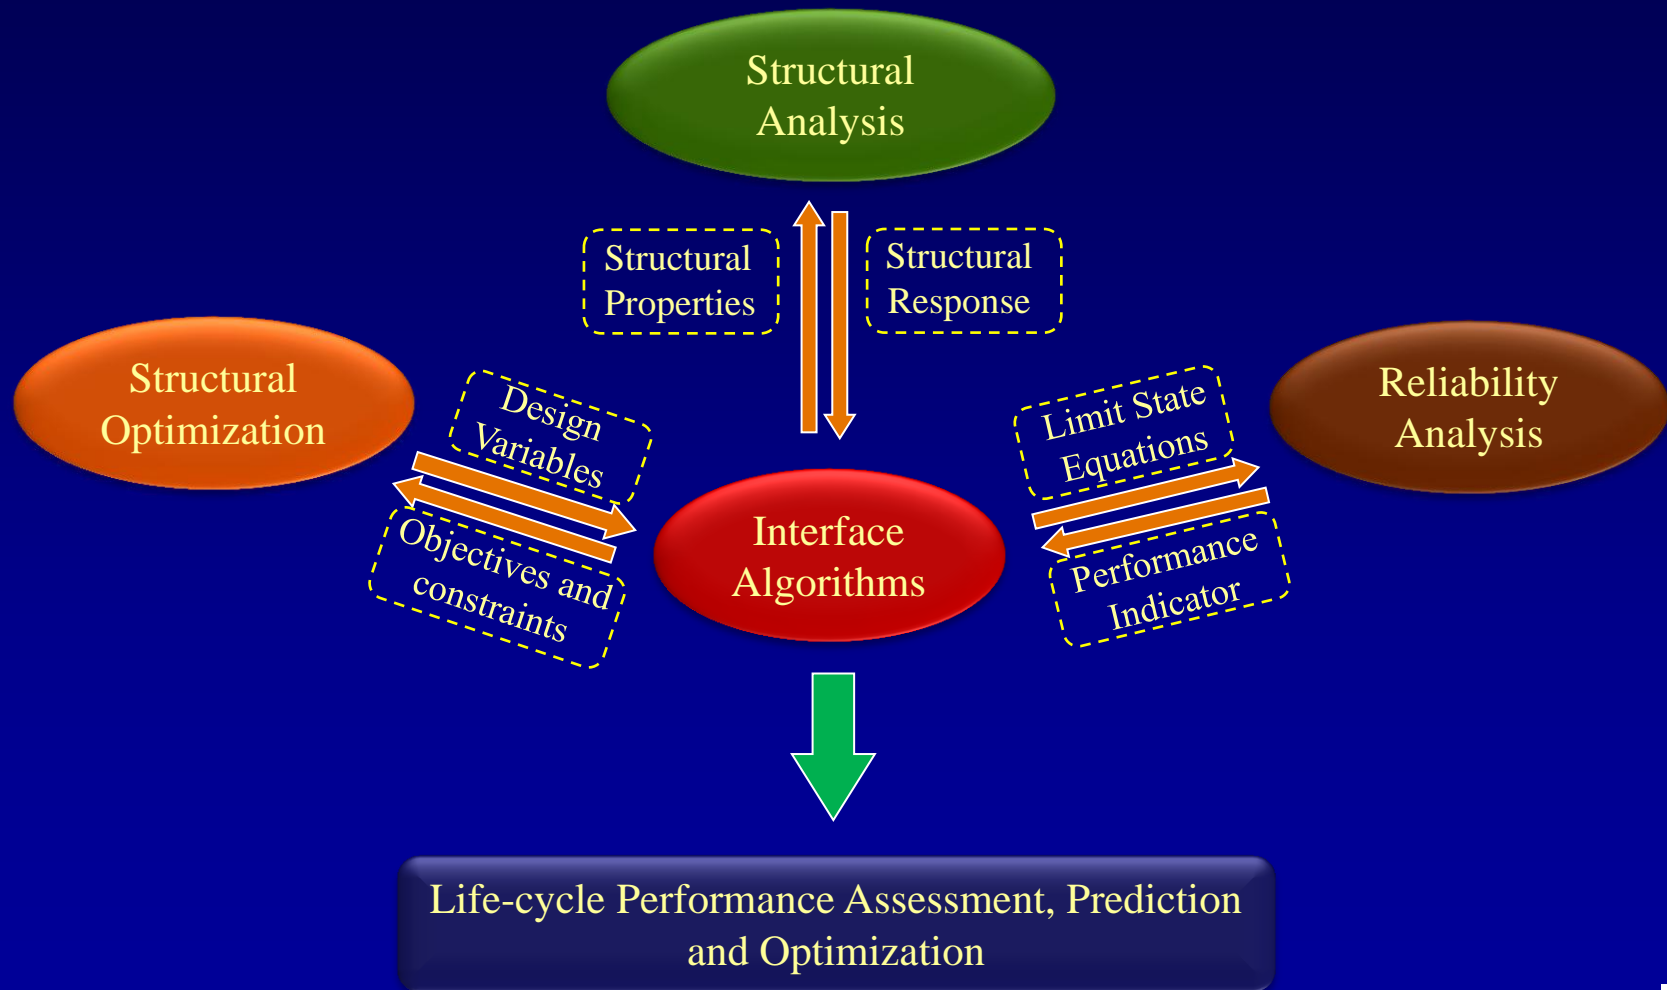 Structural
Analysis
Structural
Properties
Structural
Response
Structural
Optimization
Design
Variables
Objectives and
constraints
Interface
Algorithms
Limit State
Equations
Performance
Indicator
Reliability
Analysis
Life-cycle Performance Assessment, Prediction
and Optimization